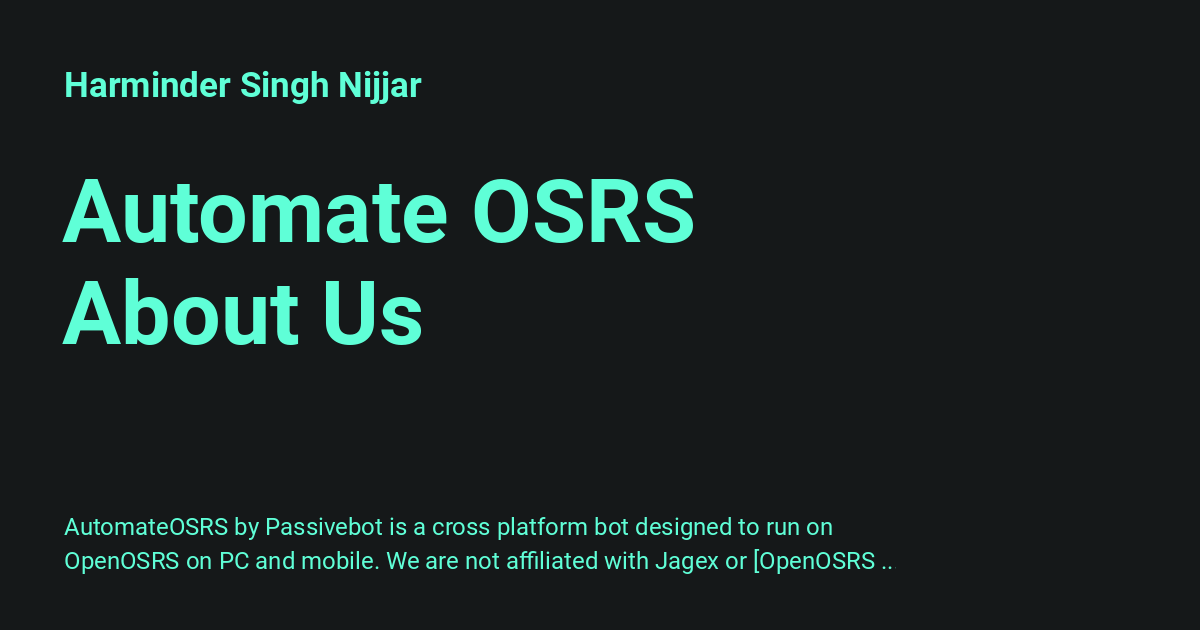 Harminder Singh Nijjar
Automate OSRS
About Us
AutomateOSRS by Passivebot is a cross platform bot designed to run on
OpenOSRS on PC and mobile. We are not affiliated with Jagex or [OpenOSRS ..